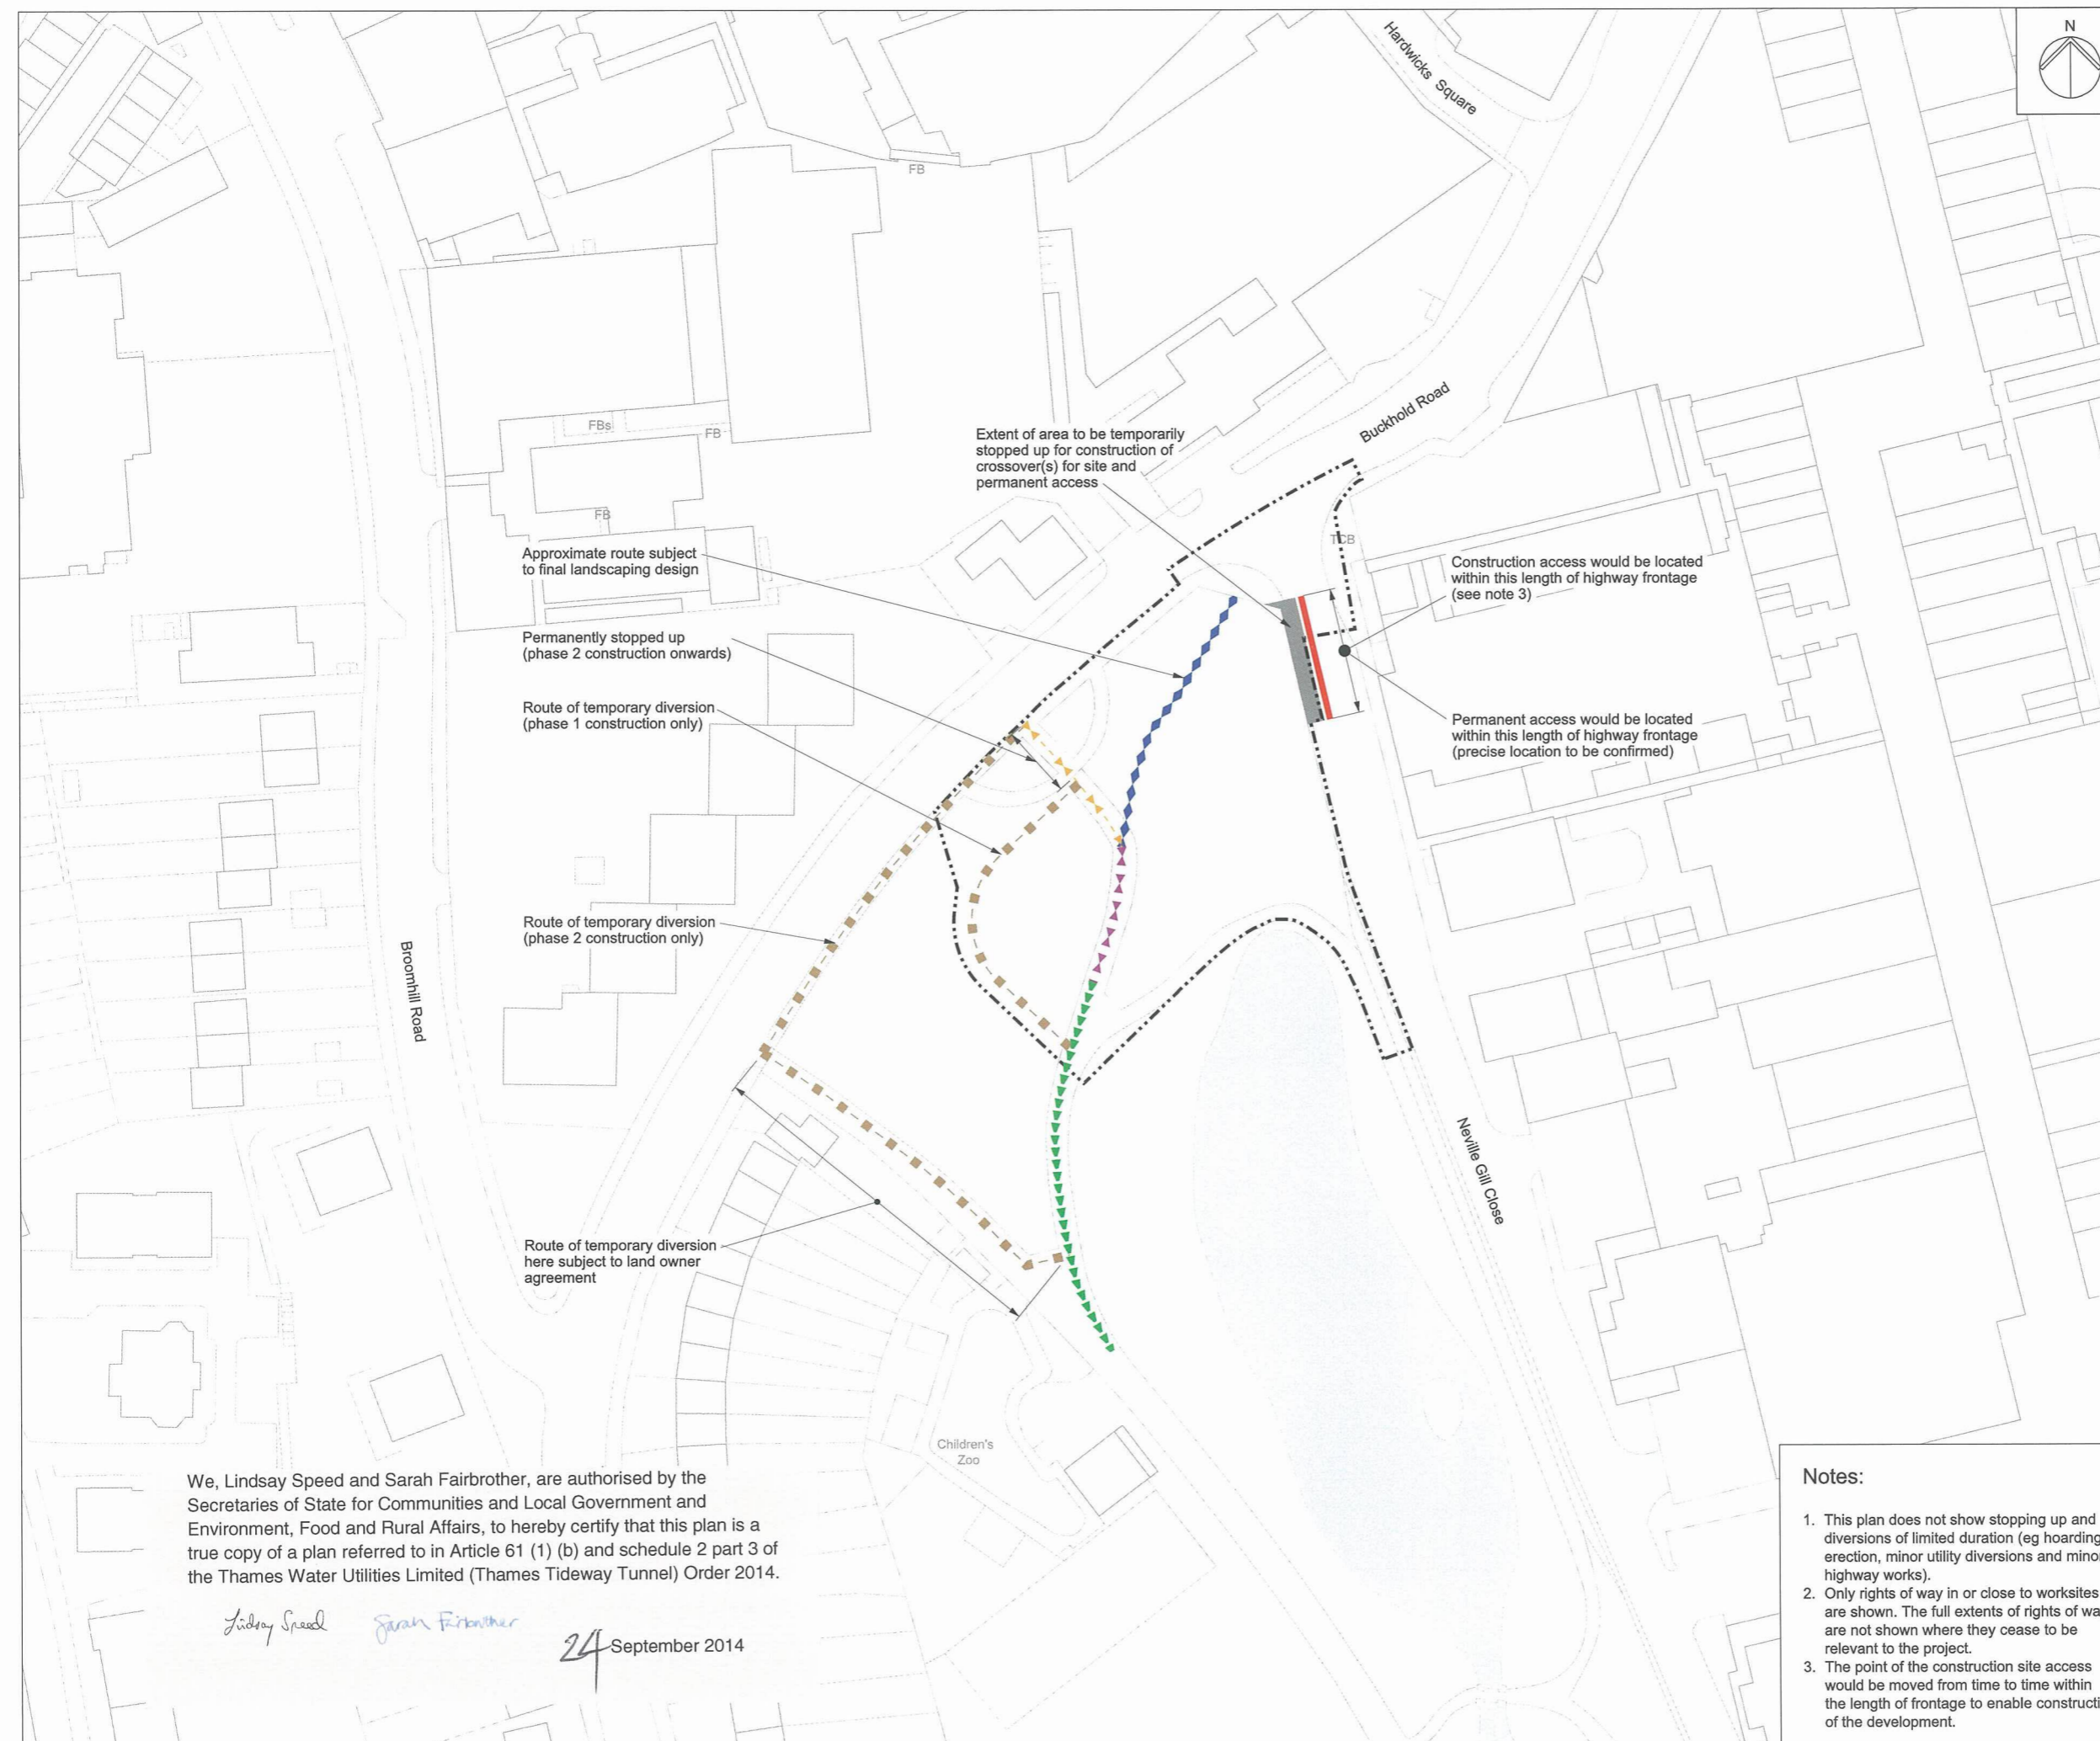 N
Hardwicks Square
FB
Buckhold Road
FBs
FB
FB
Extent of area to be temporarily
stopped up for construction of
crossover(s) for site and
permanent access
TCB
Approximate route subject
to final landscaping design
Construction access would be located
within this length of highway frontage
(see note 3)
Permanently stopped up
(phase 2 construction onwards)
Route of temporary diversion
(phase 1 construction only)
Permanent access would be located
within this length of highway frontage
(precise location to be confirmed)
Route of temporary diversion
(phase 2 construction only)
Broomhill Road
Neville Gill Close
Route of temporary diversion
here subject to land owner
agreement
Children's
Zoo
We, Lindsay Speed and Sarah Fairbrother, are authorised by the
Secretaries of State for Communities and Local Government and
Environment, Food and Rural Affairs, to hereby certify that this plan is a
true copy of a plan referred to in Article 61 (1) (b) and schedule 2 part 3 of
the Thames Water Utilities Limited (Thames Tideway Tunnel) Order 2014.
Lindsay Speed Sarah Fairbrother
24 September 2014
Notes:
1. This plan does not show stopping up and
diversions of limited duration (eg hoarding
erection, minor utility diversions and mino
highway works).
2. Only rights of way in or close to worksites
are shown. The full extents of rights of wa
are not shown where they cease to be
relevant to the project.
3. The point of the construction site access
would be moved from time to time within
the length of frontage to enable constructi
of the development.